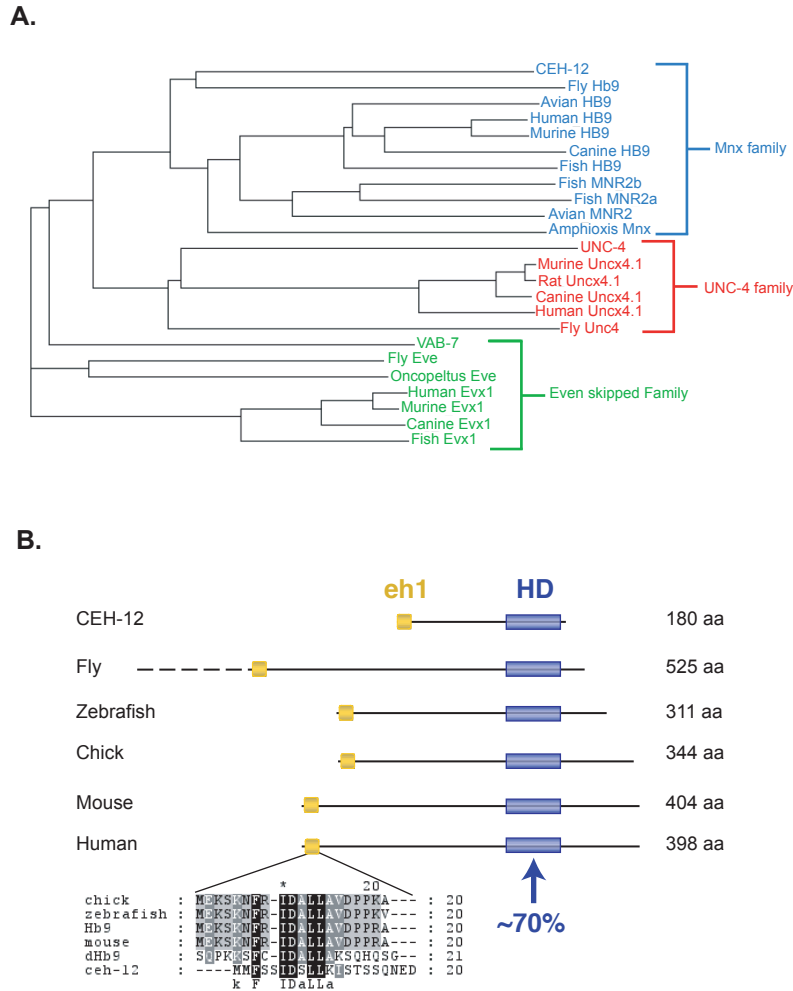 A.
CEH-12
Fly Hb9
Avian HB9
Human HB9
Murine HB9
Canine HB9
Fish HB9
Fish MNR2b
Fish MNR2a
Avian MNR2
Amphioxis Mnx
Mnx family
UNC-4
Murine Uncx4.1
Rat Uncx4.1
Canine Uncx4.1
Human Uncx4.1
Fly Unc4
UNC-4 family
VAB-7
Fly Eve
Oncopeltus Eve
Human Evx1
Murine Evx1
Canine Evx1
Fish Evx1
Even skipped Family
B.
eh1 HD
CEH-12 180 aa
Fly 525 aa
Zebrafish 311 aa
Chick 344 aa
Mouse 404 aa
Human 398 aa
~70%
* 20
chick : MEKSKNFR-IDALLAVDPPKA--- : 20
zebrafish : MEKSKNFR-IDALLAVDPPKV--- : 20
Hb9 : MEKSKNFR-IDALLAVDPPRA--- : 20
mouse : MEKSKNFR-IDALLAVDPPRA--- : 20
dHb9 : SQPKKSFC-IDALLAKSQHQSG-- : 21
ceh-12 : ----MMFSSIDSLLKISTSSQNED : 20
k F IDaLLa